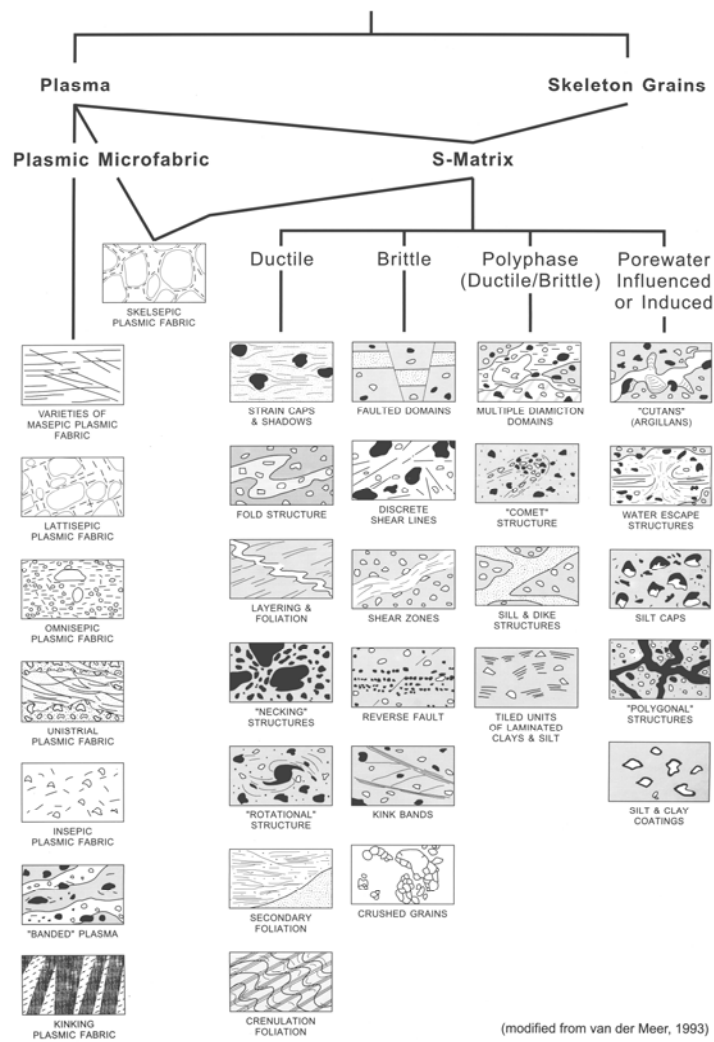 Plasma
Skeleton Grains
Plasmic Microfabric
S-Matrix
SKELSEPIC
PLASMIC FABRIC
Ductile
Brittle
Polyphase
(Ductile/Brittle)
Porewater
Influenced
or Induced
VARIETIES OF
MASEPIC PLASMIC
FABRIC
LATTISEPIC
PLASMIC FABRIC
OMNISEPIC
PLASMIC FABRIC
UNISTRIAL
PLASMIC FABRIC
INSEPIC
PLASMIC FABRIC
"BANDED" PLASMA
KINKING
PLASMIC FABRIC
STRAIN CAPS
& SHADOWS
FOLD STRUCTURE
LAYERING &
FOLIATION
"NECKING"
STRUCTURES
"ROTATIONAL"
STRUCTURE
SECONDARY
FOLIATION
CRENULATION
FOLIATION
FAULTED DOMAINS
DISCRETE
SHEAR LINES
SHEAR ZONES
REVERSE FAULT
KINK BANDS
CRUSHED GRAINS
MULTIPLE DIAMICTON
DOMAINS
"COMET"
STRUCTURE
SILL & DIKE
STRUCTURES
TILED UNITS
OF LAMINATED
CLAYS & SILT
"CUTANS"
(ARGILLANS)
WATER ESCAPE
STRUCTURES
SILT CAPS
"POLYGONAL"
STRUCTURES
SILT & CLAY
COATINGS
(modified from van der Meer, 1993)